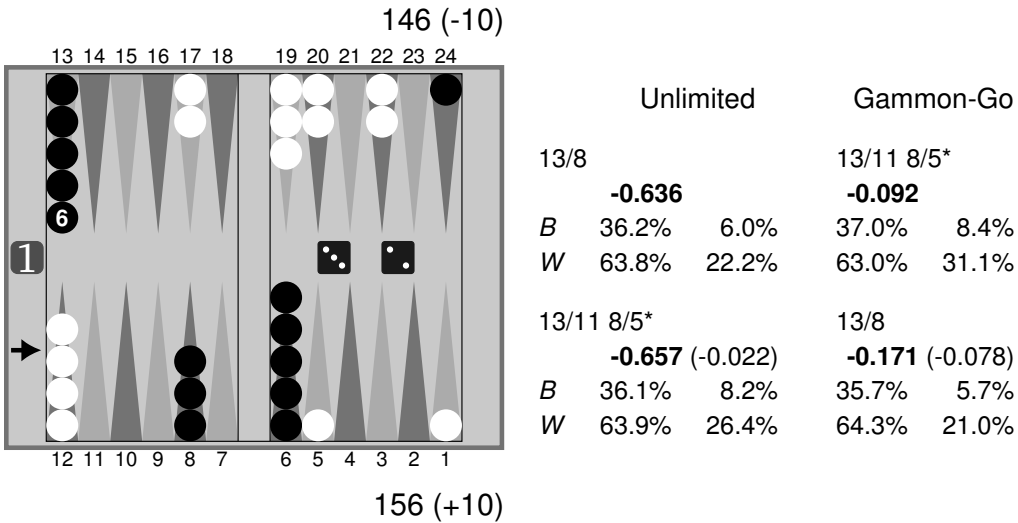 146 (-10)
13 14 15 16 17 18 19 20 21 22 23 24
6
1
12 11 10 9 8 7 6 5 4 3 2 1
156 (+10)
Unlimited Gammon-Go
13/8 13/11 8/5*
-0.636 -0.092
B 36.2% 6.0% 37.0% 8.4%
W 63.8% 22.2% 63.0% 31.1%
13/11 8/5* 13/8
-0.657 (-0.022) -0.171 (-0.078)
B 36.1% 8.2% 35.7% 5.7%
W 63.9% 26.4% 64.3% 21.0%